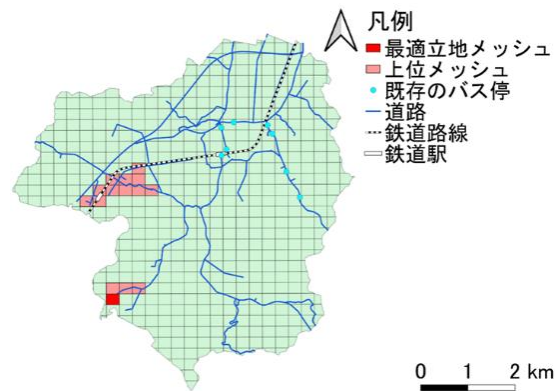 凡例
最適立地メッシュ
上位メッシュ
既存のバス停
道路
鉄道路線
鉄道駅
0 1 2 km